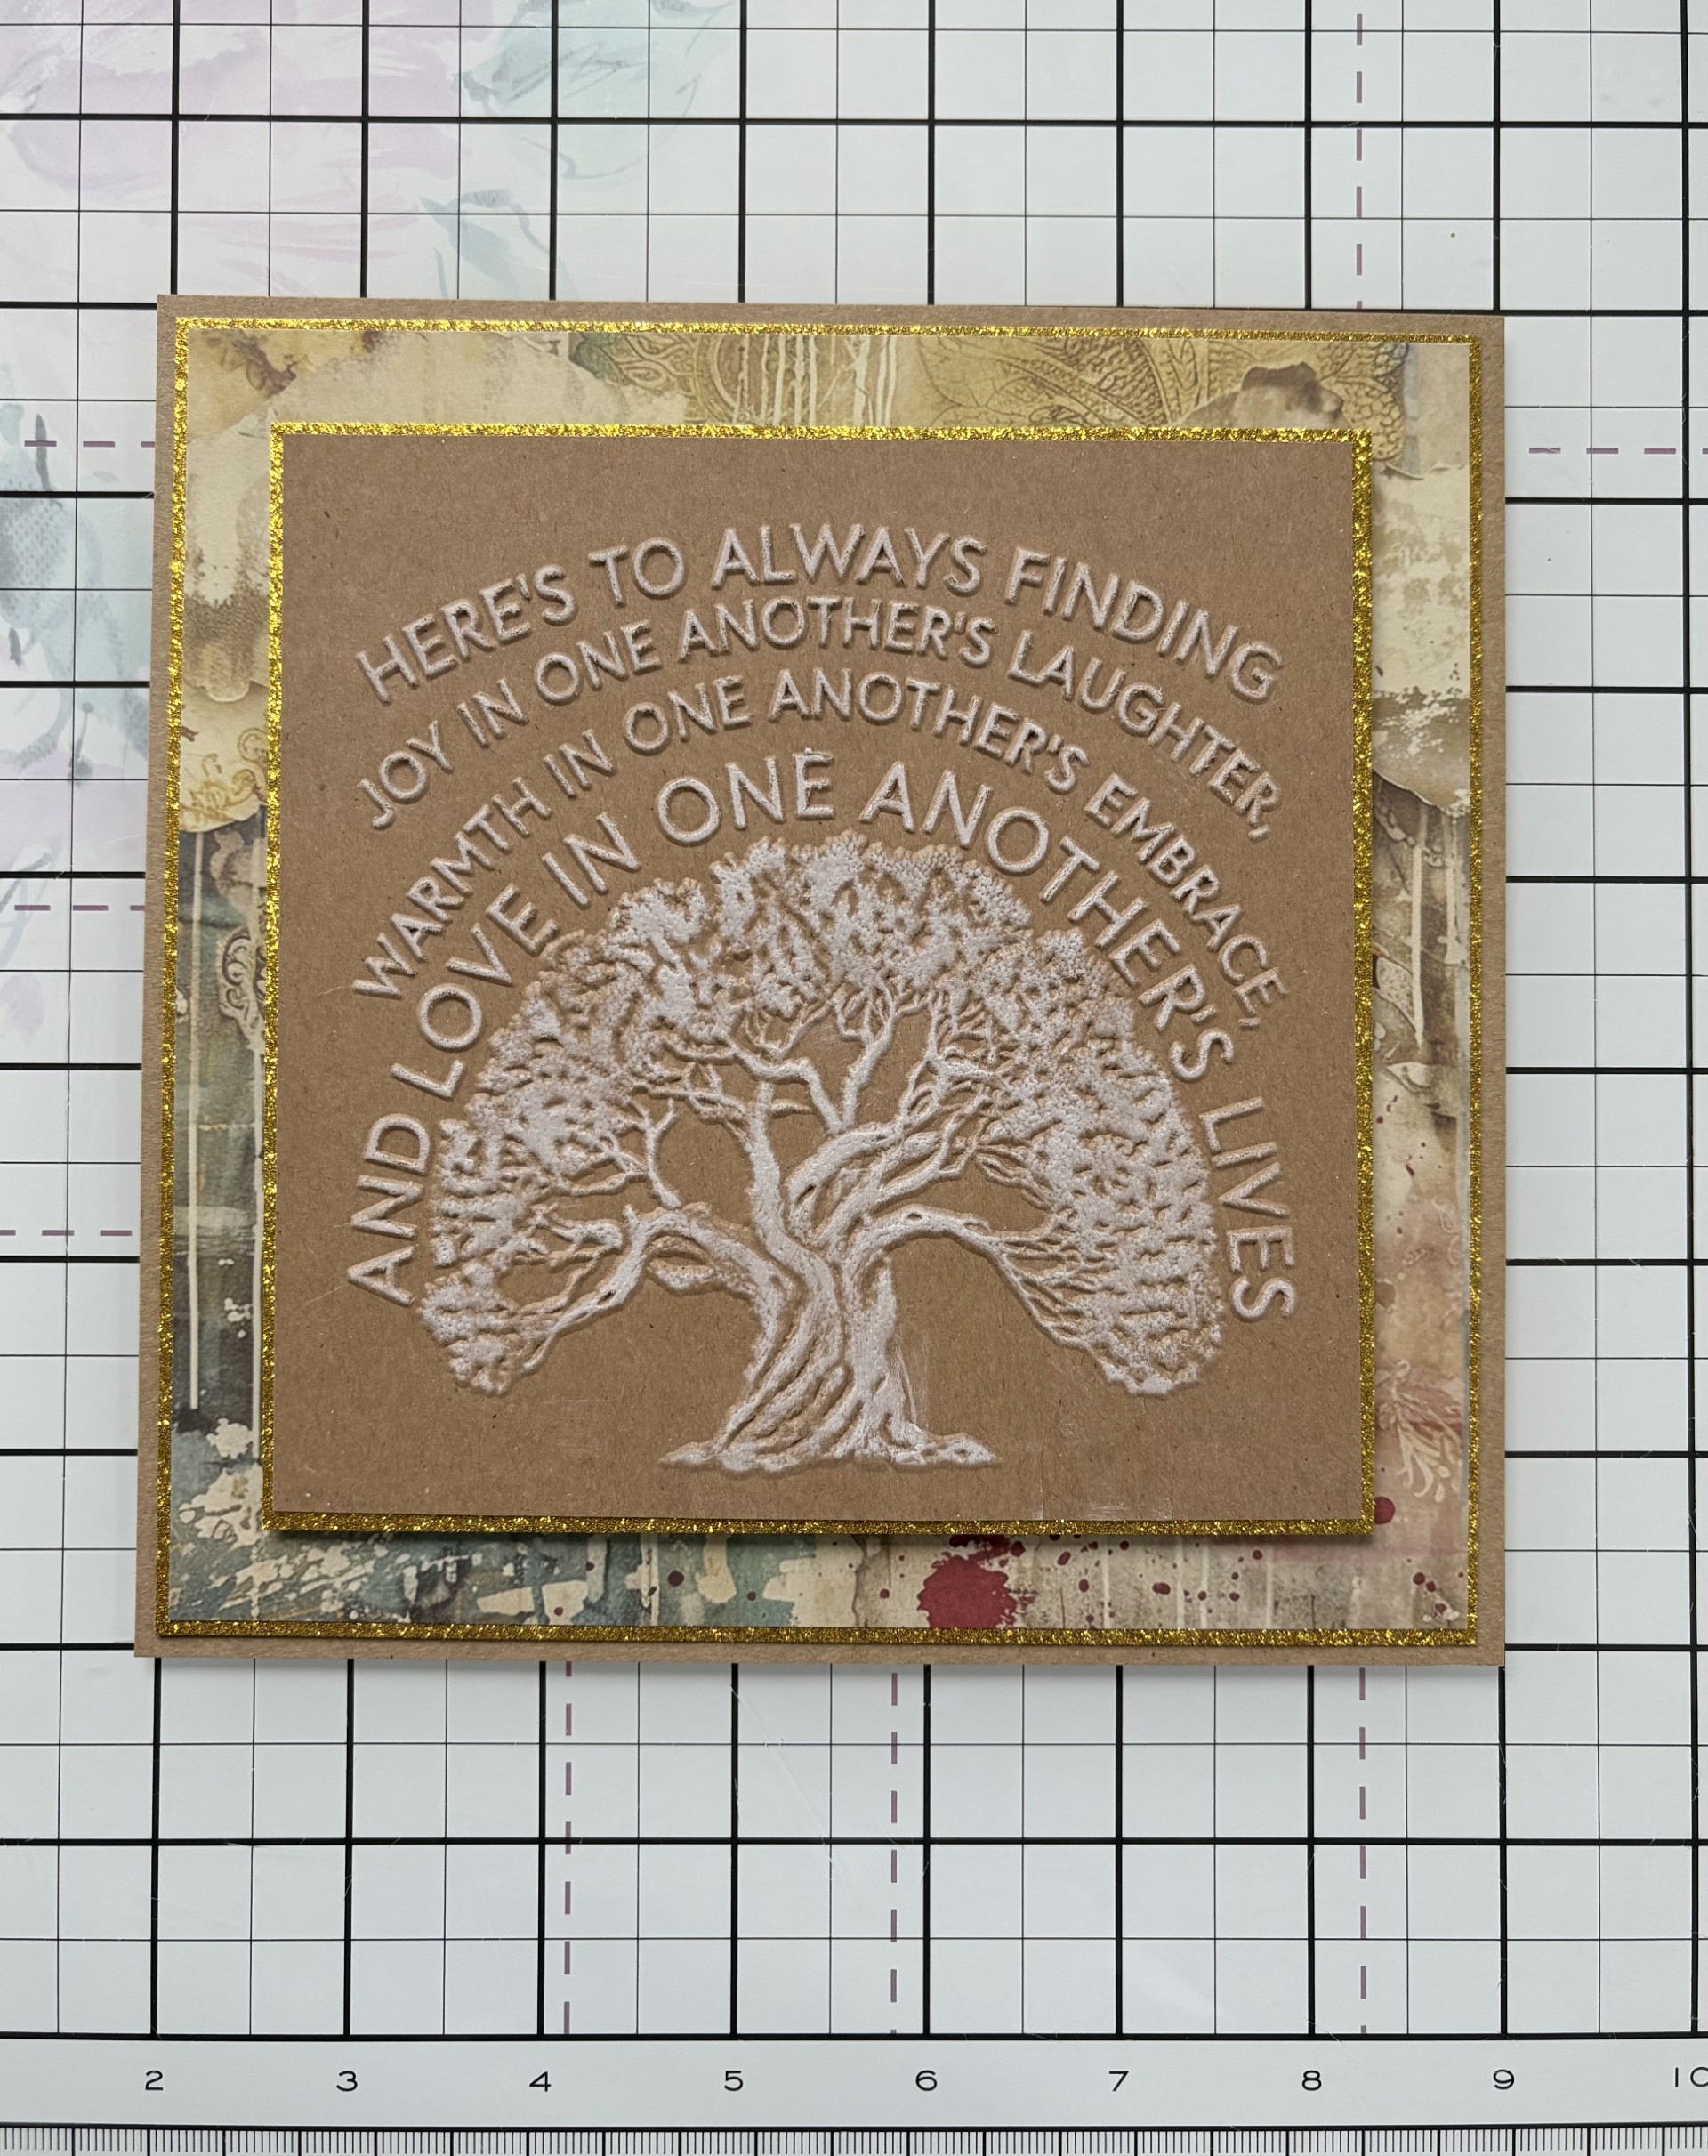 HERE'S TO ALWAYS FINDING
JOY IN ONE ANOTHER'S LAUGHTER,
WARMTH IN ONE ANOTHER'S EMBRACE,
AND LOVE IN ONE ANOTHER'S LIVES
2 3 4 5 6 7 8 9 10